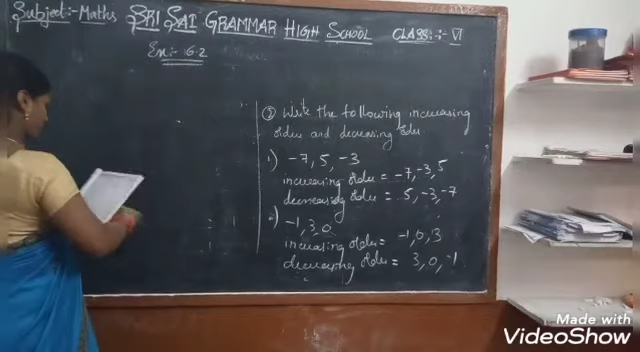 Subject:- Maths SRI SAI GRAMMAR HIGH SCHOOL CLASS:- VI
Ex:- 6.2
③ Write the following increasing
order and decreasing order
i) -7, 5, -3
increasing order = -7, -3, 5
decreasing order = 5, -3, -7
ii) -1, 3, 0
increasing order = -1, 0, 3
decreasing order = 3, 0, -1
Made with
VideoShow